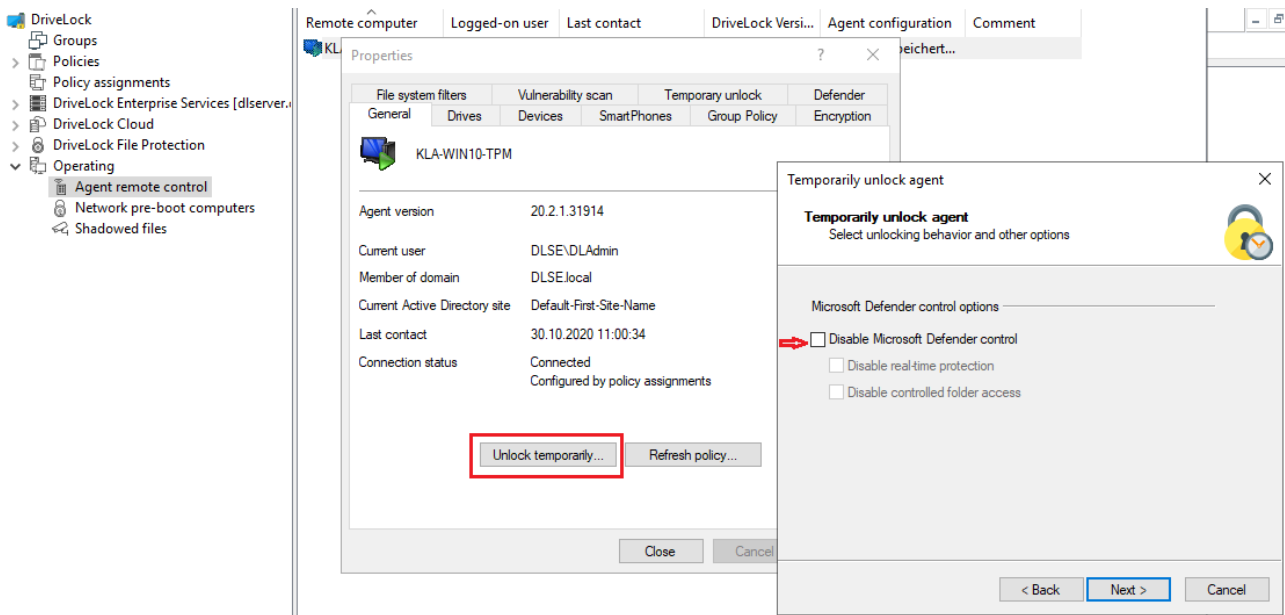 DriveLock
Groups
Policies
Policy assignments
DriveLock Enterprise Services [dlserver.
DriveLock Cloud
DriveLock File Protection
Operating
Agent remote control
Network pre-boot computers
Shadowed files
Remote computer Logged-on user Last contact DriveLock Versi... Agent configuration Comment
KL
eichert...
Properties ?
File system filters Vulnerability scan Temporary unlock Defender
General Drives Devices SmartPhones Group Policy Encryption
KLA-WIN10-TPM
Agent version 20.2.1.31914
Current user DLSE\DLAdmin
Member of domain DLSE.local
Current Active Directory site Default-First-Site-Name
Last contact 30.10.2020 11:00:34
Connection status Connected
Configured by policy assignments
Unlock temporarily... Refresh policy...
Close Cancel
Temporarily unlock agent
Temporarily unlock agent
Select unlocking behavior and other options
Microsoft Defender control options
Disable Microsoft Defender control
Disable real-time protection
Disable controlled folder access
< Back Next > Cancel